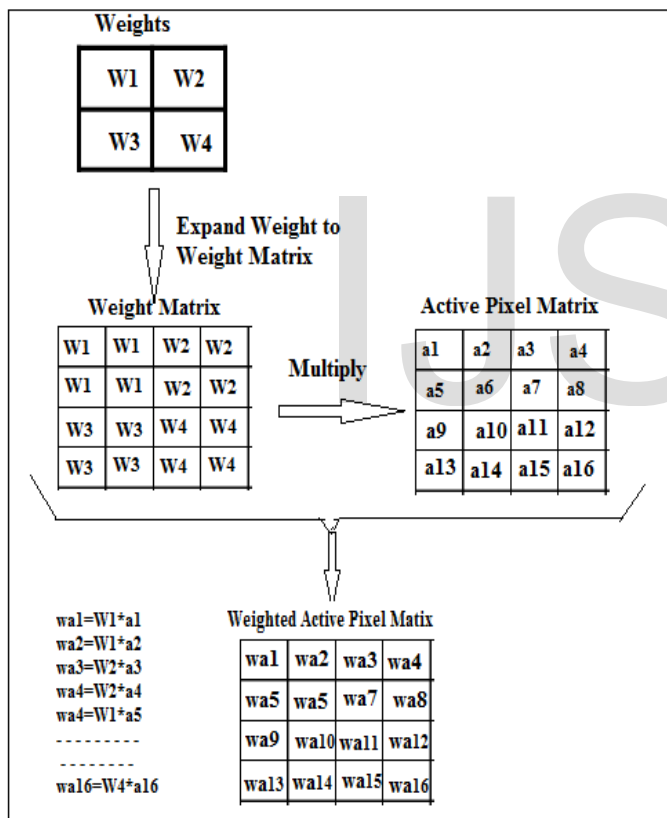 Weights
W1 W2
W3 W4
Expand Weight to
Weight Matrix
Weight Matrix
W1 W1 W2 W2
W1 W1 W2 W2
W3 W3 W4 W4
W3 W3 W4 W4
Multiply
Active Pixel Matrix
a1 a2 a3 a4
a5 a6 a7 a8
a9 a10 a11 a12
a13 a14 a15 a16
IJS
wa1=W1*a1
wa2=W1*a2
wa3=W2*a3
wa4=W2*a4
wa4=W1*a5
- - - - - - - - -
- - - - - - - -
wa16=W4*a16
Weighted Active Pixel Matix
wa1 wa2 wa3 wa4
wa5 wa5 wa7 wa8
wa9 wa10 wa11 wa12
wa13 wa14 wa15 wa16